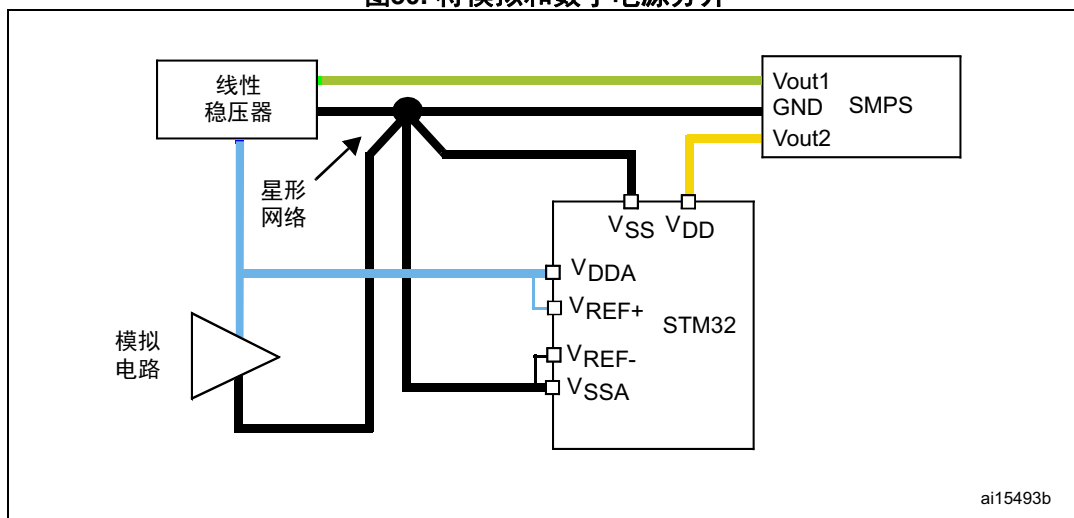 线性
稳压器
Vout1
GND
SMPS
Vout2
星形
网络
VSS
VDD
VDDA
VREF+
STM32
模拟
电路
VREF-
VSSA
ai15493b